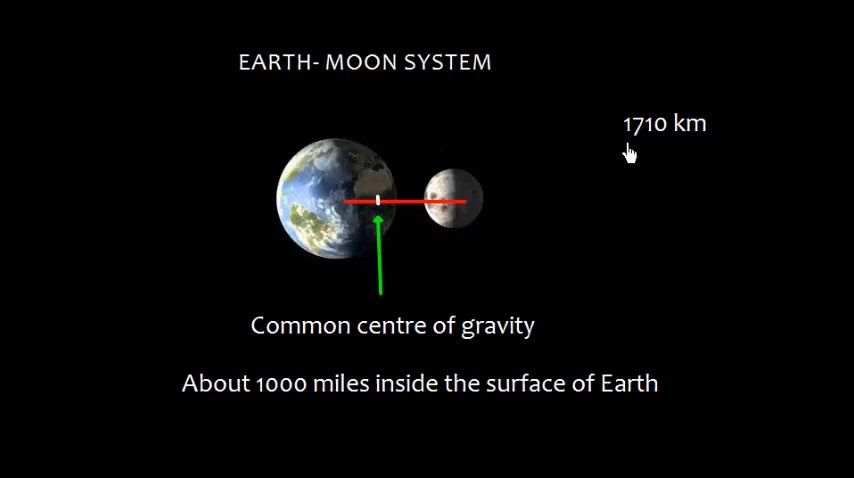 EARTH- MOON SYSTEM
1710 km
Common centre of gravity
About 1000 miles inside the surface of Earth